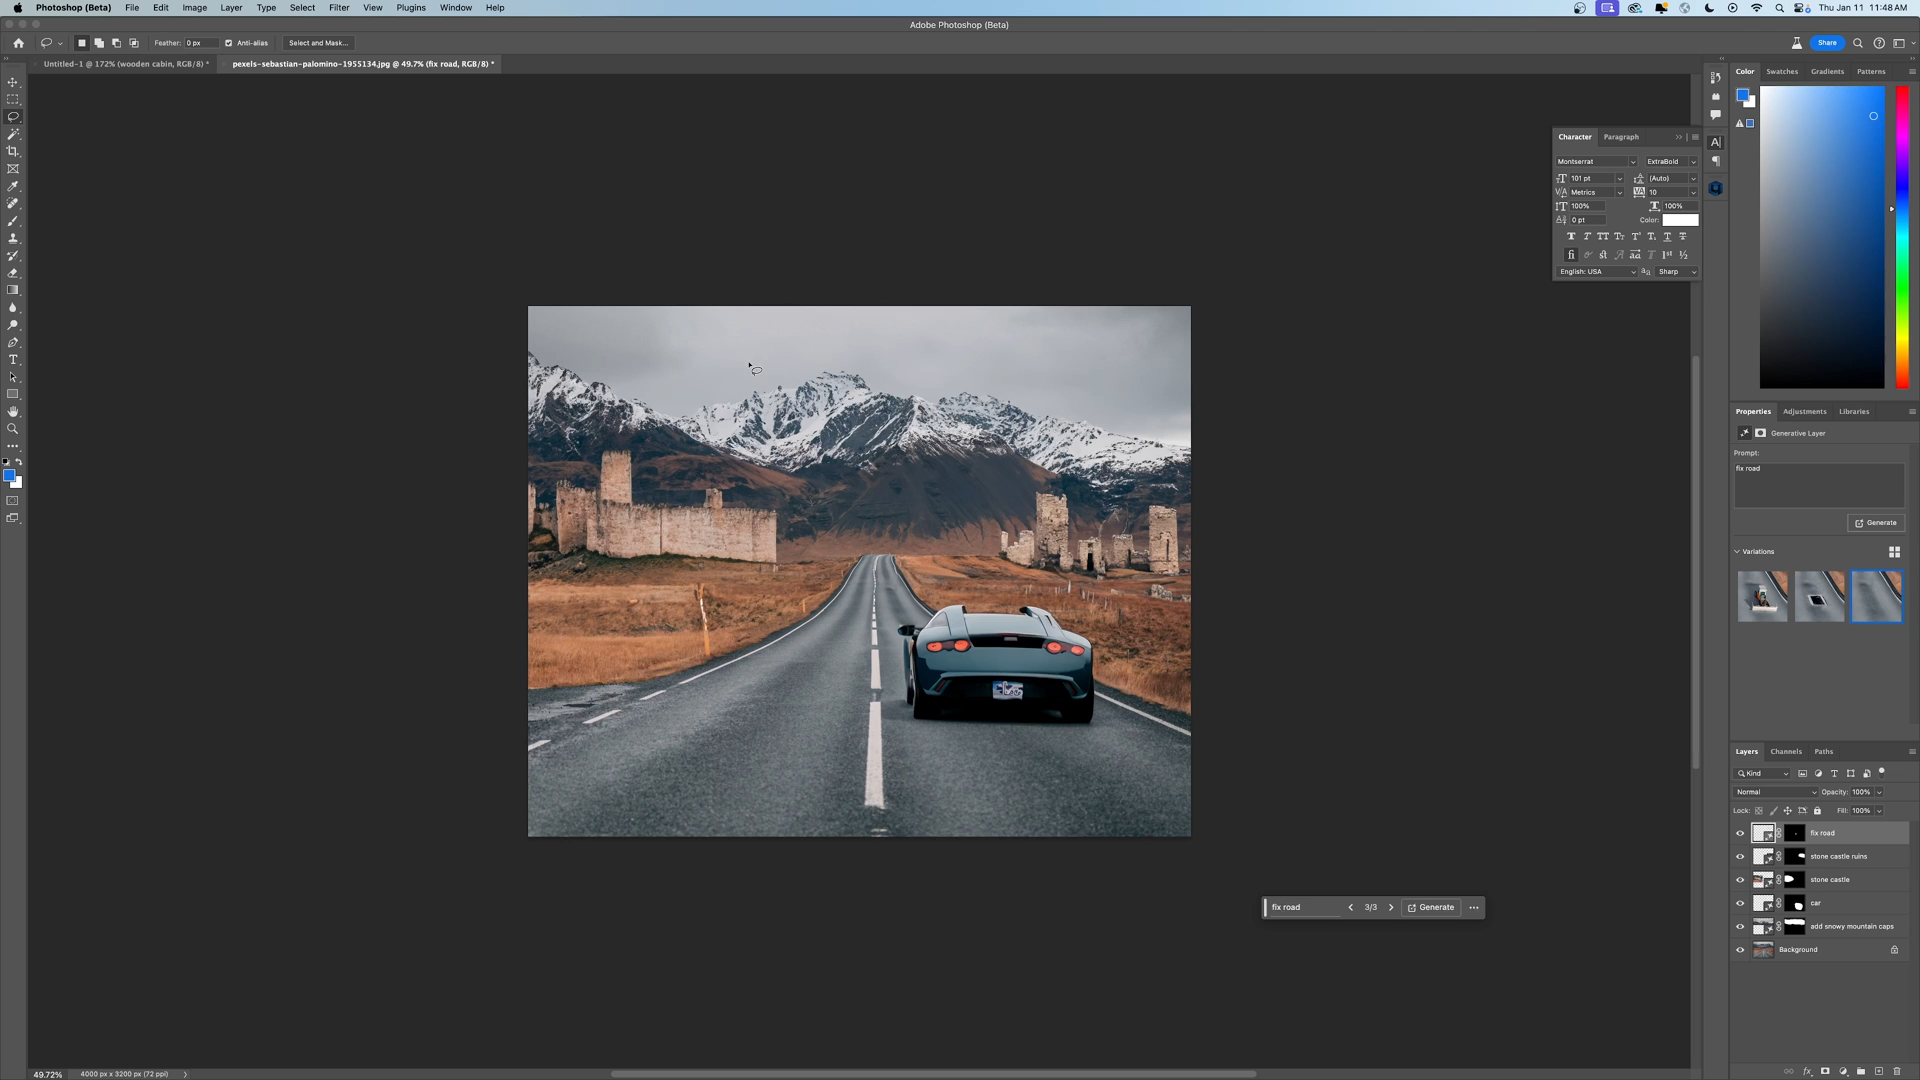 Photoshop (Beta) File Edit Image Layer Type Select Filter View Plugins Window Help Thu Jan 11 11:48 AM
Adobe Photoshop (Beta)
Feather: 0 px Anti-alias Select and Mask... Share
Untitled-1 @ 172% (wooden cabin, RGB/8) * pexels-sebastian-palomino-1955134.jpg @ 49.7% (fix road, RGB/8) *
Color Swatches Gradients Patterns
Character Paragraph
Montserrat ExtraBold
101 pt (Auto)
Metrics 10
100% 100%
0 pt Color:
English: USA Sharp
Properties Adjustments Libraries
Generative Layer
Prompt:
fix road
Generate
Variations
Layers Channels Paths
Kind
Normal Opacity: 100%
Lock: Fill: 100%
fix road
stone castle ruins
stone castle
car
add snowy mountain caps
Background
fix road 3/3 Generate ...
49.72% 4000 px x 3200 px (72 ppi)